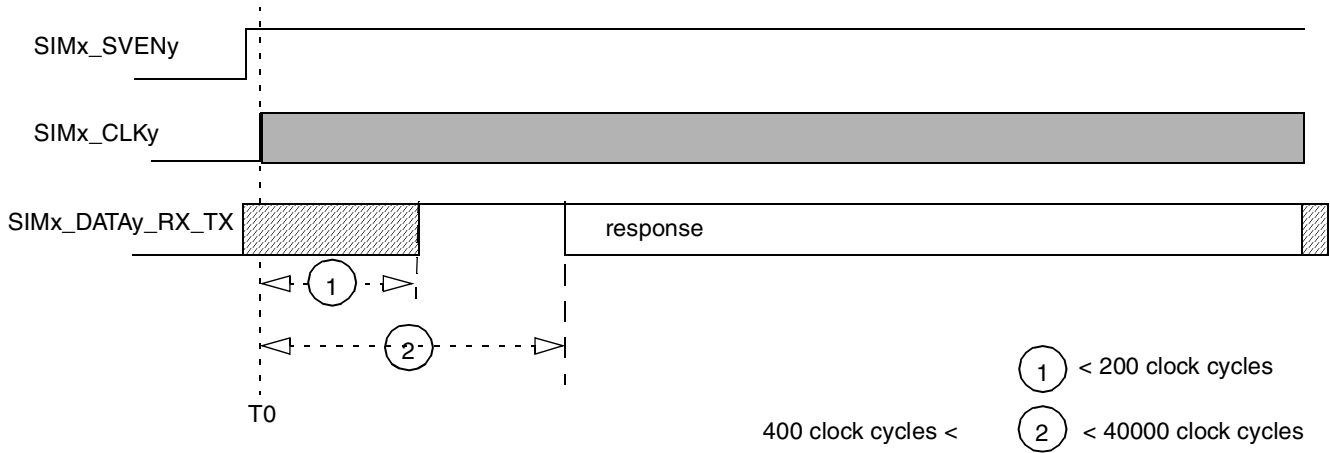 SIMx_SVENy
SIMx_CLKy
SIMx_DATAy_RX_TX
response
1
2
1 < 200 clock cycles
T0
400 clock cycles < 2 < 40000 clock cycles